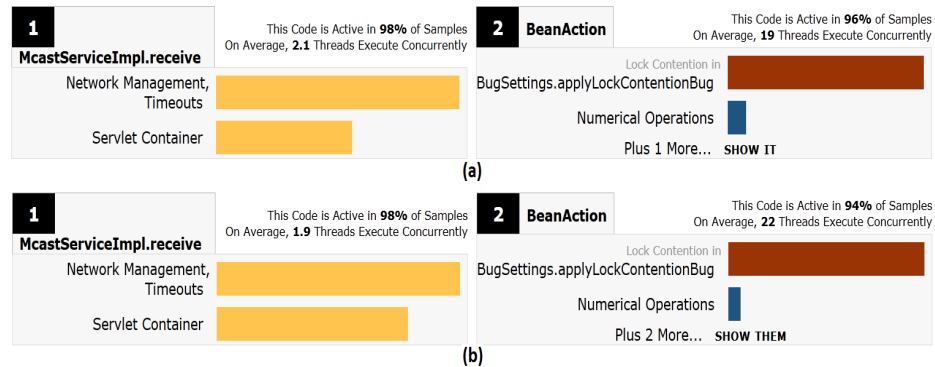 1
McastServiceImpl.receive
This Code is Active in 98% of Samples
On Average, 2.1 Threads Execute Concurrently
Network Management,
Timeouts
Servlet Container
2
BeanAction
This Code is Active in 96% of Samples
On Average, 19 Threads Execute Concurrently
Lock Contention in
BugSettings.applyLockContentionBug
Numerical Operations
Plus 1 More... SHOW IT
(a)
1
McastServiceImpl.receive
This Code is Active in 98% of Samples
On Average, 1.9 Threads Execute Concurrently
Network Management,
Timeouts
Servlet Container
2
BeanAction
This Code is Active in 94% of Samples
On Average, 22 Threads Execute Concurrently
Lock Contention in
BugSettings.applyLockContentionBug
Numerical Operations
Plus 2 More... SHOW THEM
(b)